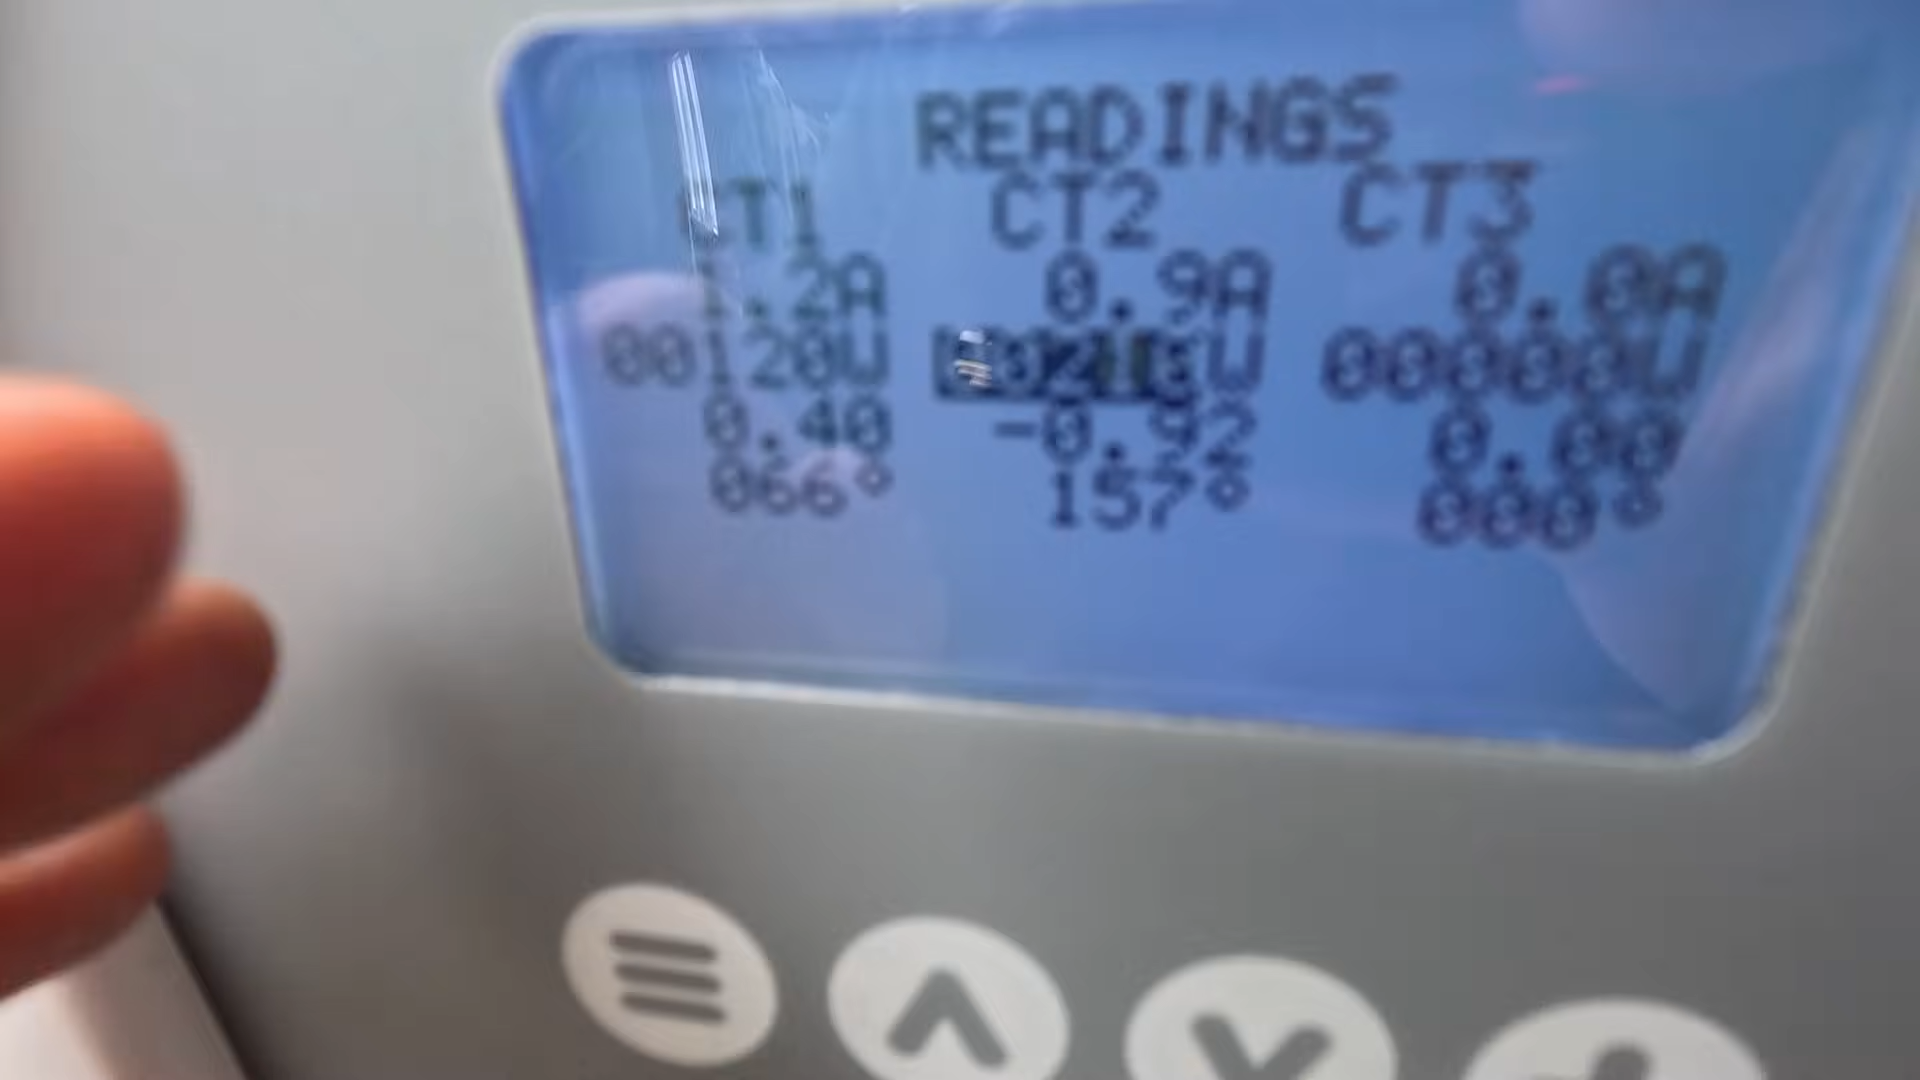 READINGS
CT1 CT2 CT3
1.2A 0.9A 0.0A
00120W 00000W
0.40 -0.92 0.00
066° 157° 000°